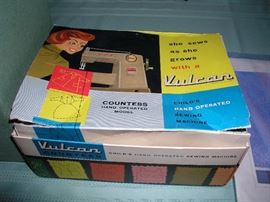 she sews
as she
grows
with a
Vulcan
COUNTESS
HAND OPERATED
MODEL
CHILD'S
HAND OPERATED
SEWING
MACHINE
Vulcan
COUNTESS
CHILD'S HAND OPERATED SEWING MACHINE